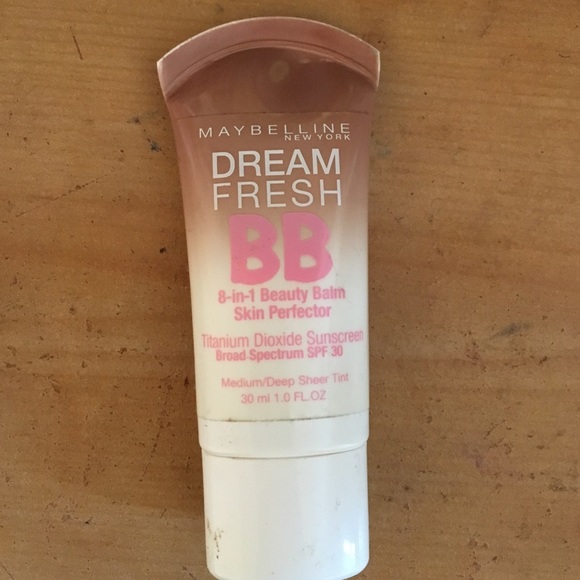 MAYBELLINE
NEW YORK
DREAM
FRESH
BB
8-in-1 Beauty Balm
Skin Perfector
Titanium Dioxide Sunscreen
Broad Spectrum SPF 30
Medium/Deep Sheer Tint
30 ml 1.0 FL.OZ